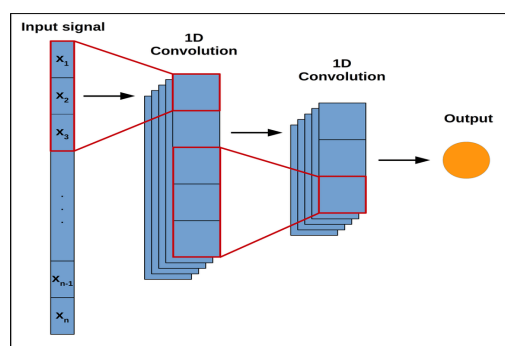 Input signal
x1
x2
x3
.
.
.
xn-1
xn
1D
Convolution
1D
Convolution
Output